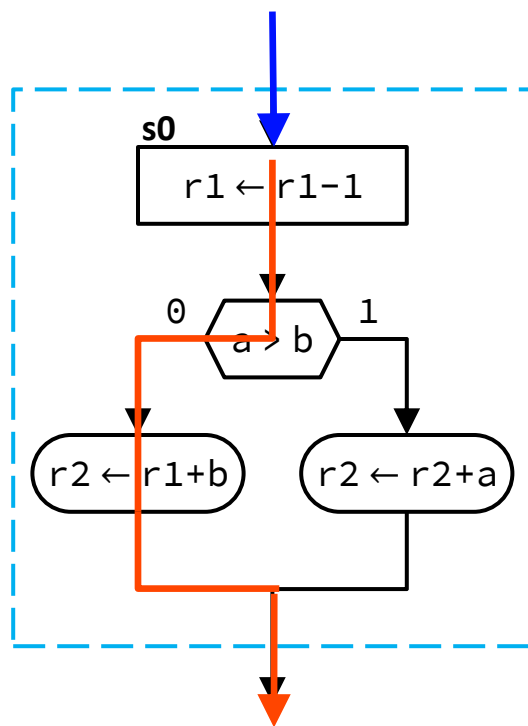 s0
r1 ← r1-1
0
1
a > b
r2 ← r1+b
r2 ← r2+a